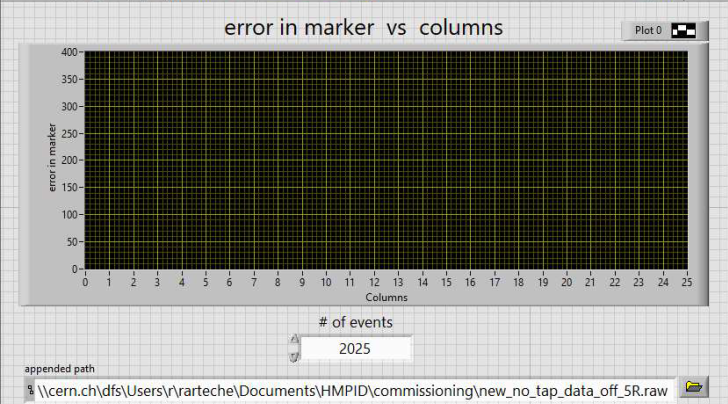 error in marker vs columns
Plot 0
400
350
300
250
200
150
100
50
0
error in marker
0 1 2 3 4 5 6 7 8 9 10 11 12 13 14 15 16 17 18 19 20 21 22 23 24 25
Columns
# of events
2025
appended path
\\cern.ch\dfs\Users\r\rarteche\Documents\HMPID\commissioning\new_no_tap_data_off_5R.raw